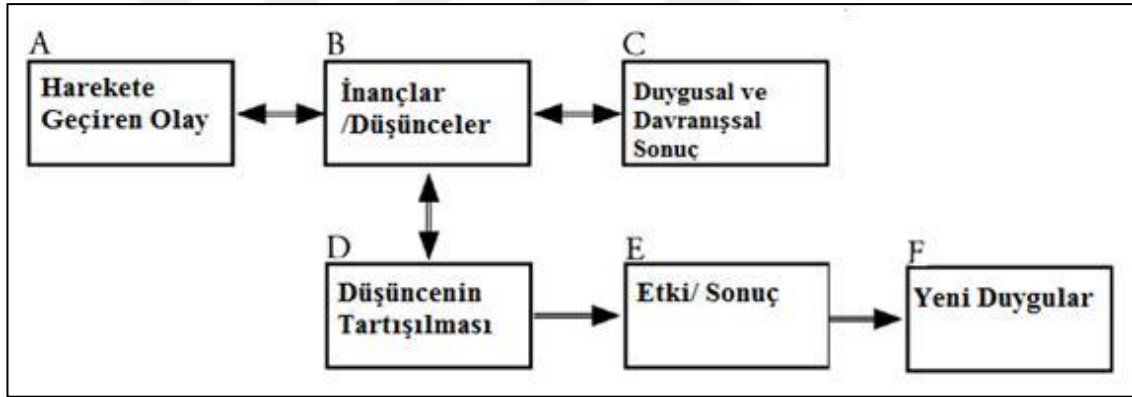 A
Harekete
Geçiren Olay
B
İnançlar
/Düşünceler
C
Duygusal ve
Davranışsal
Sonuç
D
Düşüncenin
Tartışılması
E
Etki/ Sonuç
F
Yeni Duygular